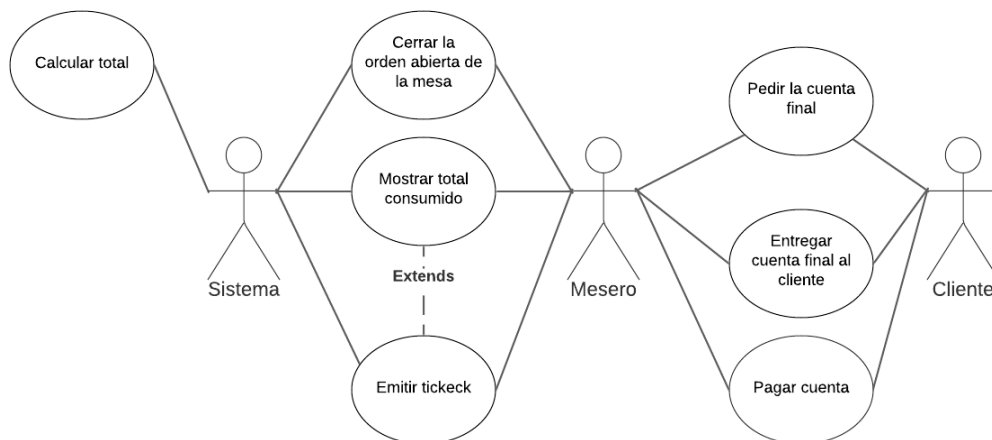 Calcular total
Cerrar la
orden abierta de
la mesa
Pedir la cuenta
final
Mostrar total
consumido
Entregar
cuenta final al
cliente
Extends
Sistema
Mesero
Cliente
Emitir tickeck
Pagar cuenta